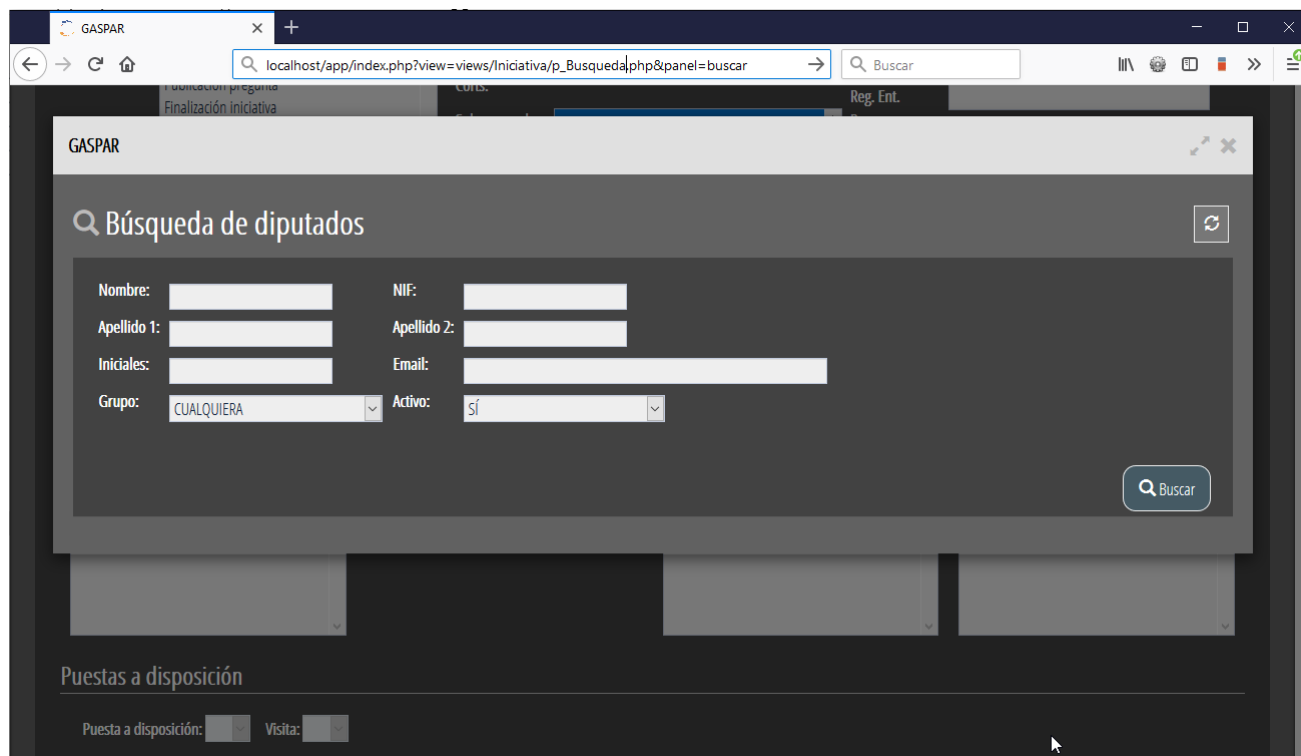 GASPAR
localhost/app/index.php?view=views/Iniciativa/p_Busqueda.php&panel=buscar
Buscar
Publicación pregunta
Corts.
Reg. Ent.
Finalización iniciativa
GASPAR
Búsqueda de diputados
Nombre: NIF:
Apellido 1: Apellido 2:
Iniciales: Email:
Grupo: CUALQUIERA Activo: SÍ
Buscar
Puestas a disposición
Puesta a disposición: Visita: